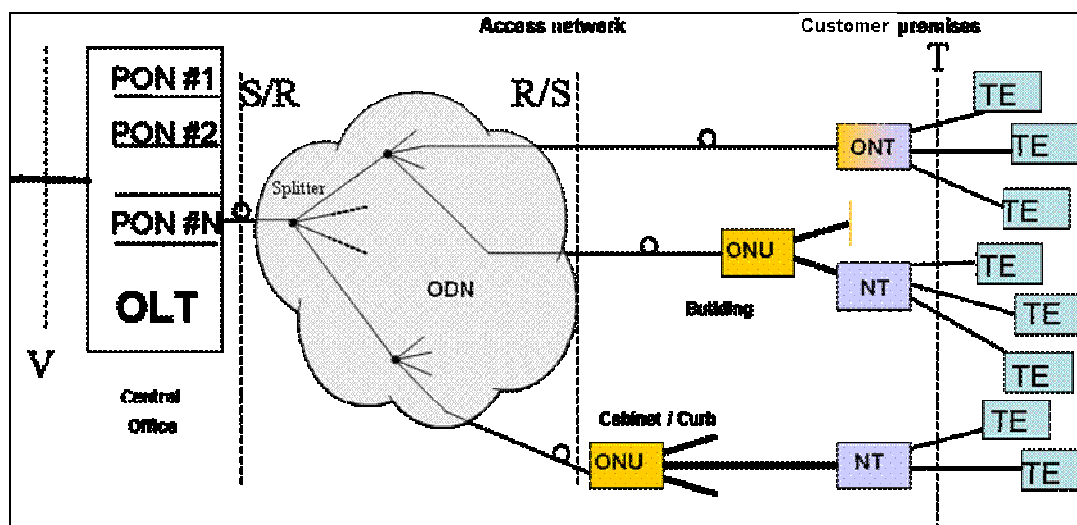 Access network
Customer premises
T
PON #1
PON #2
PON #N
OLT
V
Central
Office
S/R
R/S
Splitter
ODN
ONT
TE
TE
TE
ONU
Building
NT
TE
TE
TE
Cabinet / Curb
ONU
NT
TE
TE